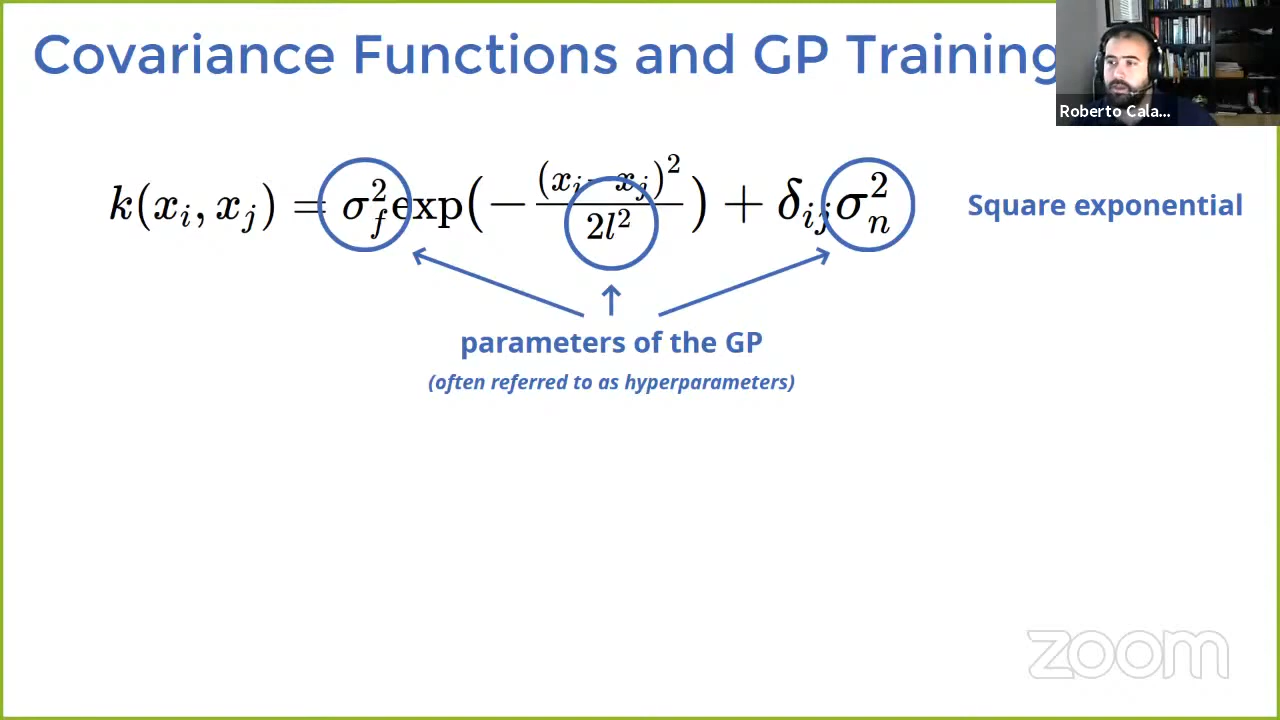 Covariance Functions and GP Training
Roberto Cala...
k(x_i, x_j) = σ_f^2 exp(−(x_i − x_j)^2 / 2l^2) + δ_ij σ_n^2
Square exponential
parameters of the GP
(often referred to as hyperparameters)
zoom